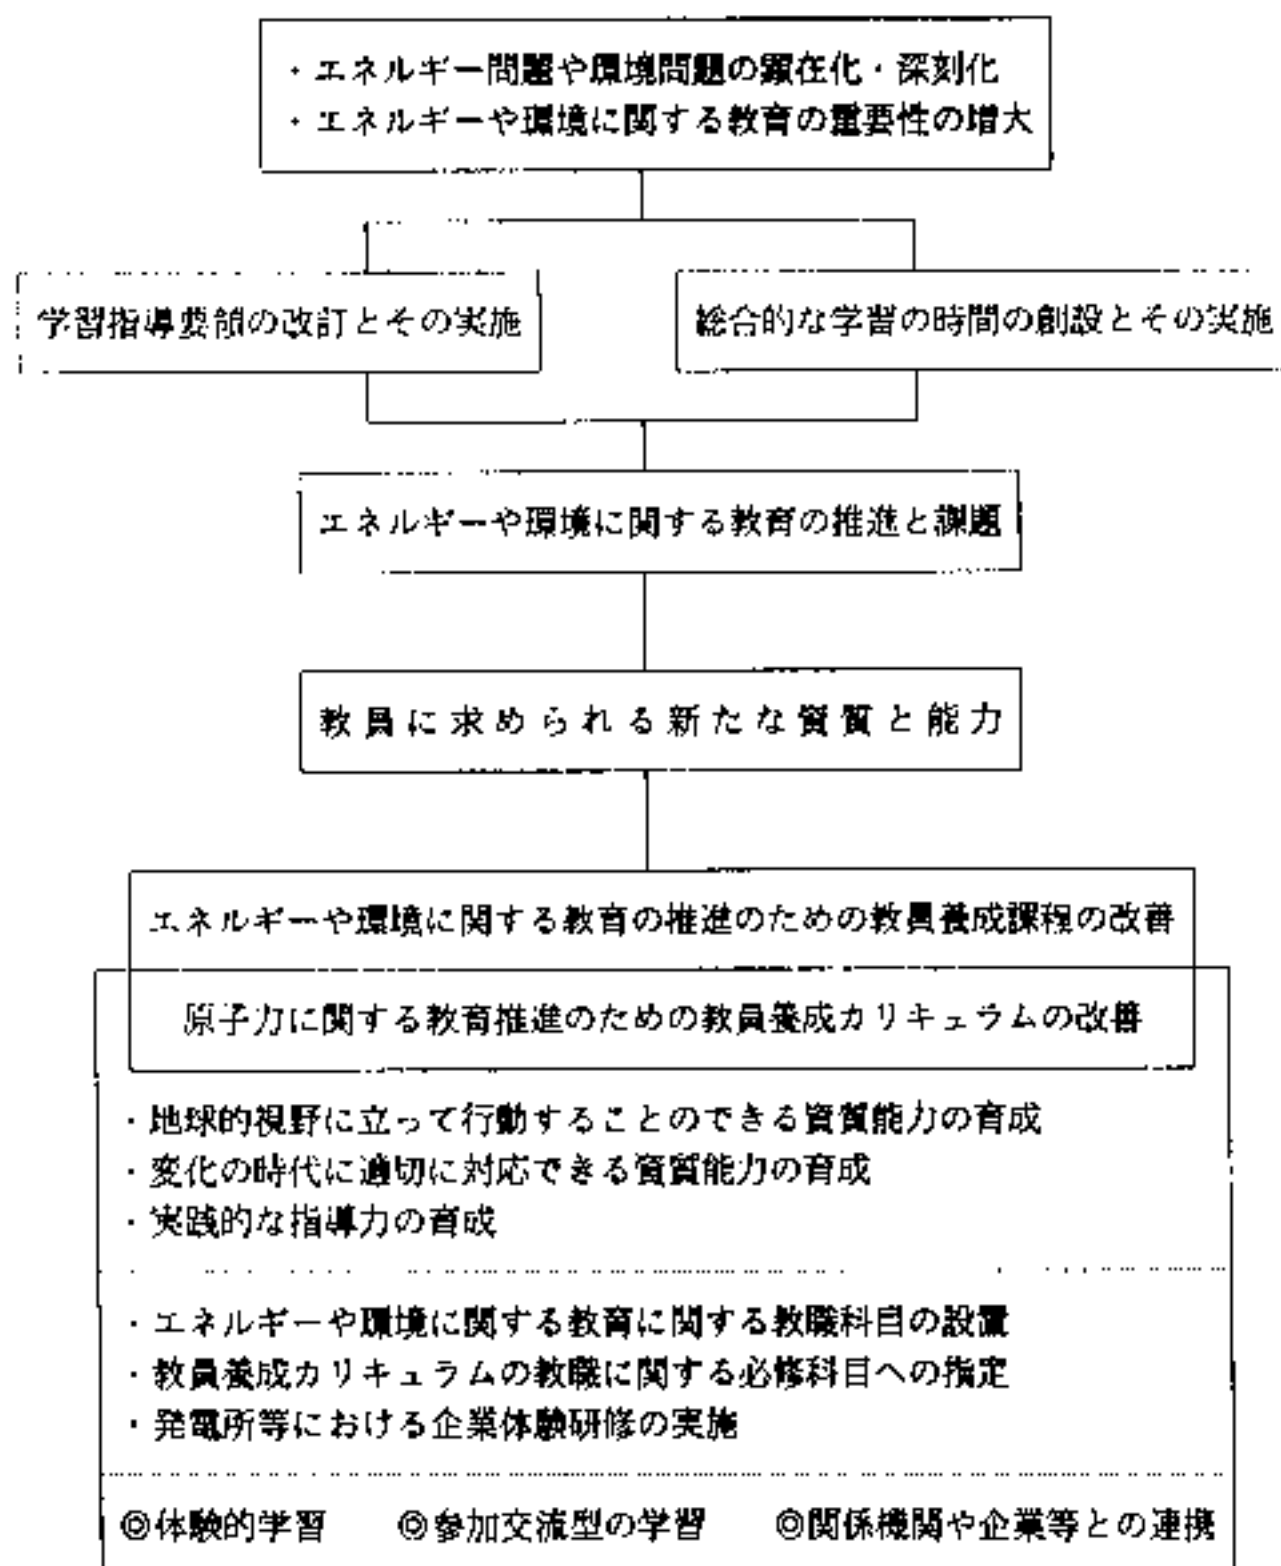 ・エネルギー問題や環境問題の顕在化・深刻化
・エネルギーや環境に関する教育の重要性の増大
学習指導要領の改訂とその実施
総合的な学習の時間の創設とその実施
エネルギーや環境に関する教育の推進と課題
教員に求められる新たな資質と能力
エネルギーや環境に関する教育の推進のための教員養成課程の改善
原子力に関する教育推進のための教員養成カリキュラムの改善
・地球的視野に立って行動することのできる資質能力の育成
・変化の時代に適切に対応できる資質能力の育成
・実践的な指導力の育成
・エネルギーや環境に関する教育に関する教職科目の設置
・教員養成カリキュラムの教職に関する必修科目への指定
・発電所等における企業体験研修の実施
◎体験的学習　◎参加交流型の学習　◎関係機関や企業等との連携